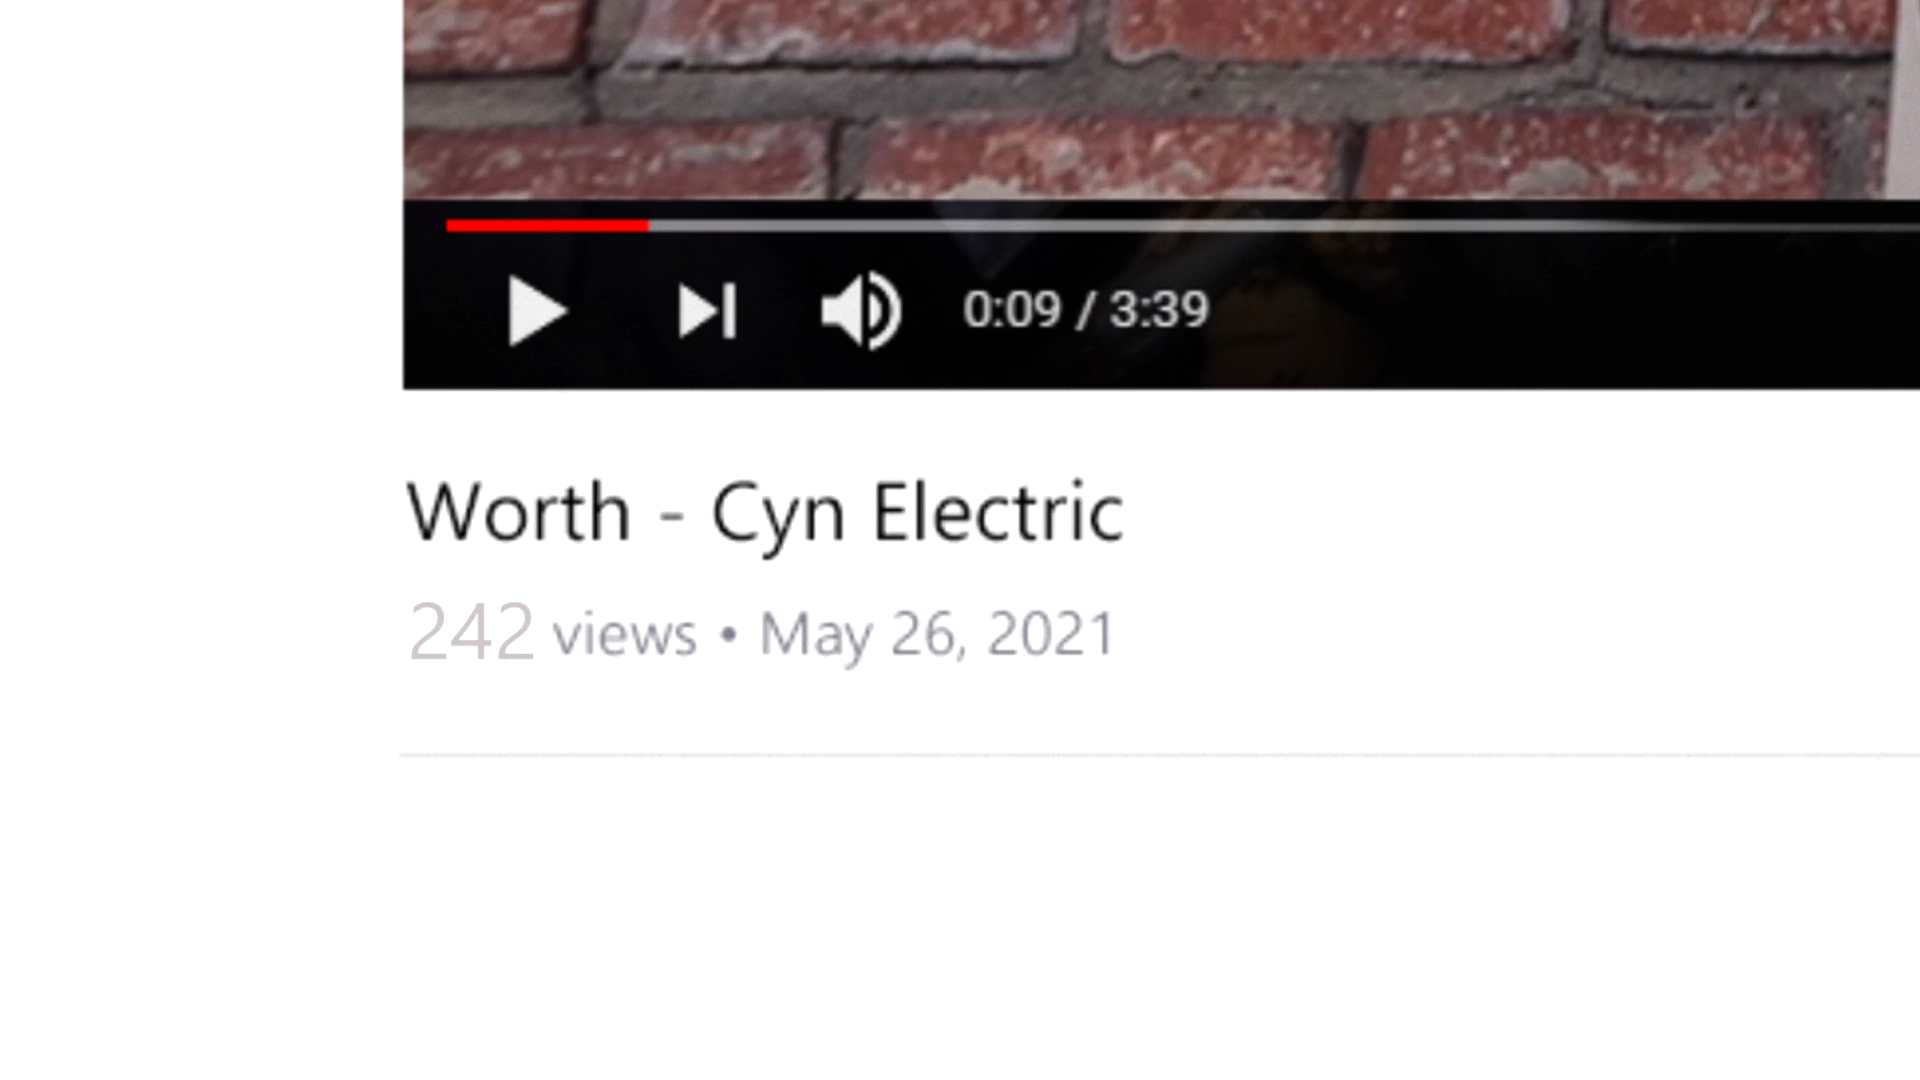 0:09 / 3:39
Worth - Cyn Electric
242 views • May 26, 2021